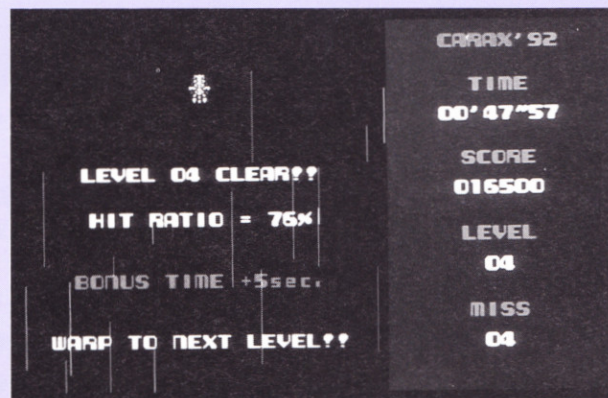 LEVEL 04 CLEAR!!
HIT RATIO = 76%
BONUS TIME +5sec.
WARP TO NEXT LEVEL!!
CARAX'92
TIME
00'47"57
SCORE
016500
LEVEL
04
MISS
04